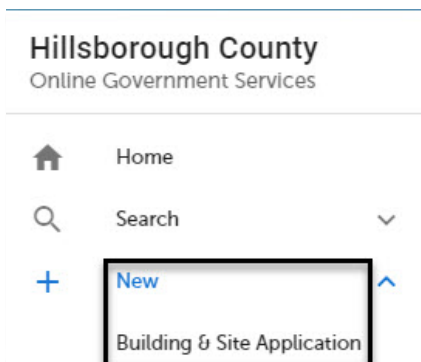 Hillsborough County
Online Government Services
Home
Search
New
Building & Site Application